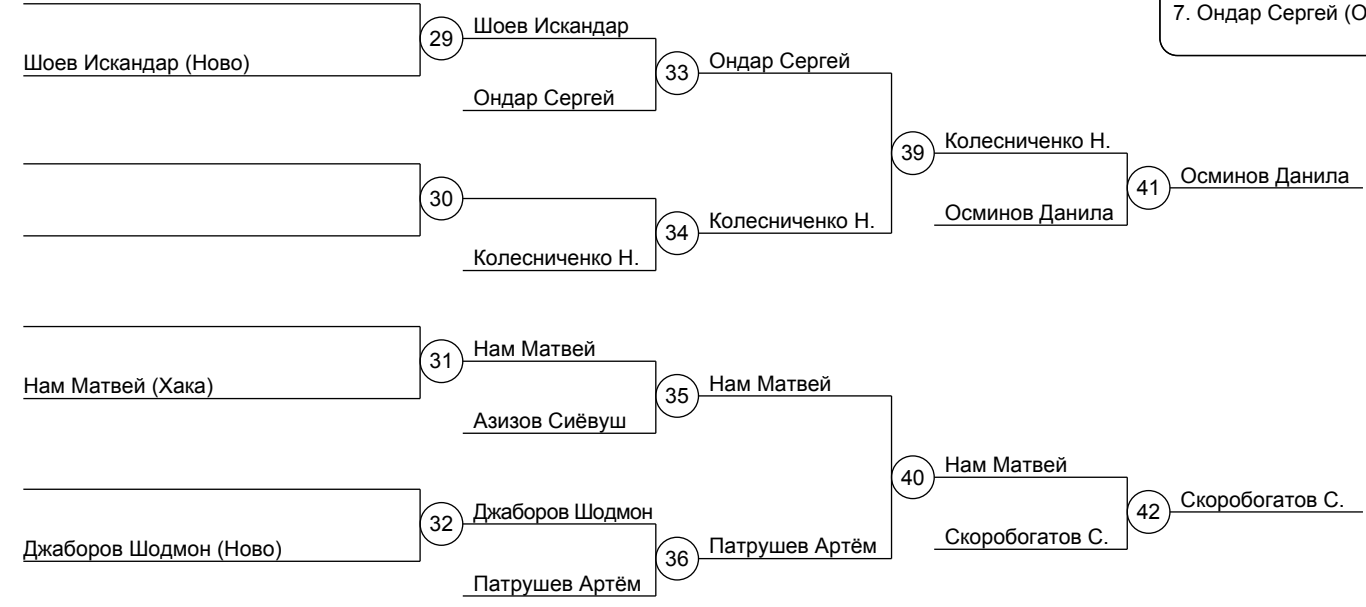 7. Ондар Сергей (О
29
Шоев Искандар
Шоев Искандар (Ново)
33
Ондар Сергей
Ондар Сергей
39
Колесниченко Н.
41
Осминов Данила
30
Осминов Данила
34
Колесниченко Н.
Колесниченко Н.
31
Нам Матвей
Нам Матвей (Хака)
35
Нам Матвей
Азизов Сиёвуш
40
Нам Матвей
42
Скоробогатов С.
32
Джаборов Шодмон
Джаборов Шодмон (Ново)
36
Патрушев Артём
Скоробогатов С.
Патрушев Артём